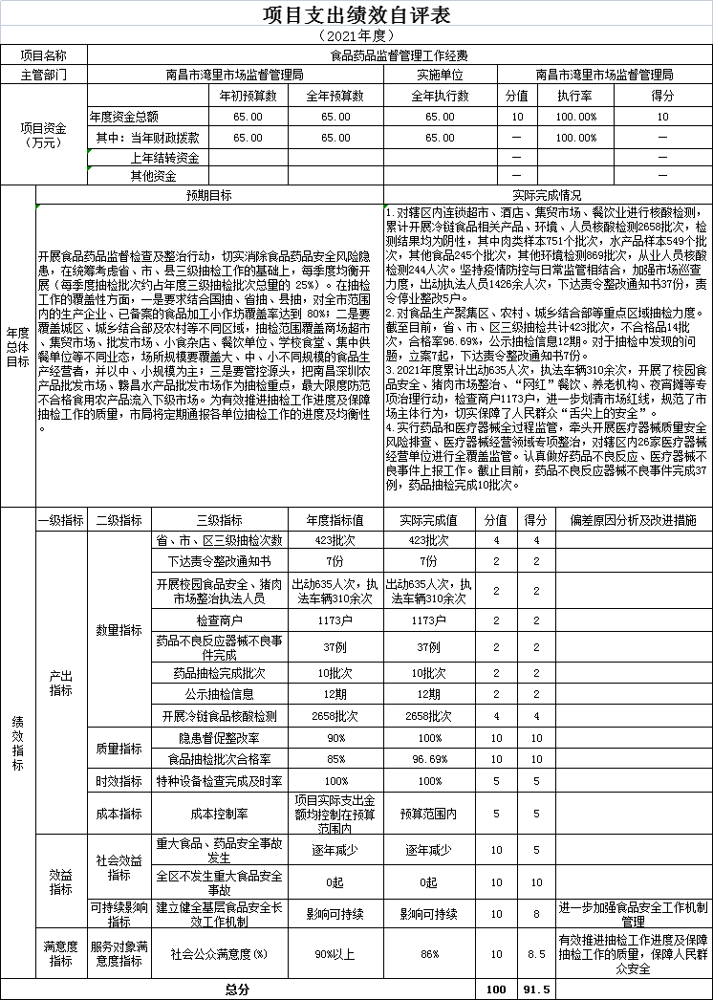 项目支出绩效自评表
（2021年度）
项目名称 食品药品监督管理工作经费
主管部门 南昌市湾里市场监督管理局 实施单位 南昌市湾里市场监督管理局
项目资金
（万元）
年初预算数 全年预算数 全年执行数 分值 执行率 得分
年度资金总额 65.00 65.00 65.00 10 100.00% 10
其中：当年财政拨款 65.00 65.00 65.00 — 100.00% —
上年结转资金 — —
其他资金 — —
年度
总体
目标
预期目标 实际完成情况
开展食品药品监督检查及整治行动，切实消除食品药品安全风险隐
患，在统筹考虑省、市、县三级抽检工作的基础上，每季度均衡开
展（每季度抽检批次约占年度三级抽检批次总量的 25%）。在抽检
工作的覆盖性方面，一是要求结合国抽、省抽、县抽，对全市范围
内的生产企业、已备案的食品加工小作坊覆盖率达到 80%；二是要
覆盖城区、城乡结合部及农村等不同区域，抽检范围覆盖商场超市
、集贸市场、批发市场、小食杂店、餐饮单位、学校食堂、集中供
餐单位等不同业态，场所规模要覆盖大、中、小不同规模的食品生
产经营者，并以中、小规模为主；三是要管控源头，把南昌深圳农
产品批发市场、赣昌水产品批发市场作为抽检重点，最大限度防范
不合格食用农产品流入下级市场。为有效推进抽检工作进度及保障
抽检工作的质量，市局将定期通报各单位抽检工作的进度及均衡性
。
1. 对辖区内连锁超市、酒店、集贸市场、餐饮业进行核酸检测，
累计开展冷链食品相关产品、环境、人员核酸检测2658批次，检
测结果均为阴性，其中肉类样本751个批次，水产品样本549个批
次，其他食品245个批次，其他环境检测869批次，从业人员核酸
检测244人次。坚持疫情防控与日常监管相结合，加强市场巡查
力度，出动执法人员1426余人次，下达责令整改通知书37份，责
令停业整改5户。
2. 对食品生产聚集区、农村、城乡结合部等重点区域抽检力度。
截至目前，省、市、区三级抽检共计423批次，不合格品14批
次，合格率96.69%，公示抽检信息12期。对于抽检中发现的问
题，立案7起，下达责令整改通知书7份。
3.2021年度累计出动635人次，执法车辆310余次，开展了校园食
品安全、猪肉市场整治、“网红”餐饮、养老机构、夜宵摊等专
项治理行动，检查商户1173户，进一步划清市场红线，规范了市
场主体行为，切实保障了人民群众“舌尖上的安全”。
4. 实行药品和医疗器械全过程监管，牵头开展医疗器械质量安全
风险排查、医疗器械经营领域专项整治，对辖区内26家医疗器械
经营单位进行全覆盖监管。认真做好药品不良反应、医疗器械不
良事件上报工作。截止目前，药品不良反应器械不良事件完成37
例，药品抽检完成10批次。
绩
效
指
标
一级指标 二级指标 三级指标 年度指标值 实际完成值 分值 得分 偏差原因分析及改进措施
产出
指标
数量指标
省、市、区三级抽检次数 423批次 423批次 4 4
下达责令整改通知书 7份 7份 2 2
开展校园食品安全、猪肉
市场整治执法人员
出动635人次，执
法车辆310余次
出动635人次，执
法车辆310余次
2 2
检查商户 1173户 1173户 2 2
药品不良反应器械不良事
件完成
37例 37例 2 2
药品抽检完成批次 10批次 10批次 2 2
公示抽检信息 12期 12期 2 2
开展冷链食品核酸检测 2658批次 2658批次 4 4
质量指标
隐患督促整改率 90% 100% 10 10
食品抽检批次合格率 85% 96.69% 10 10
时效指标 特种设备检查完成及时率 100% 100% 5 5
成本指标 成本控制率
项目实际支出金
额均控制在预算
范围内
预算范围内 5 5
效益
指标
社会效益
指标
重大食品、药品安全事故
发生
逐年减少 逐年减少 10 5
全区不发生重大食品安全
事故
0起 0起 10 10
可持续影响
指标
建立健全基层食品安全长
效工作机制
影响可持续 影响可持续 10 8
进一步加强食品安全工作机制
管理
满意度
指标
服务对象满
意度指标
社会公众满意度(%) 90%以上 86% 10 8.5
有效推进抽检工作进度及保障
抽检工作的质量，保障人民群
众安全
总分 100 91.5